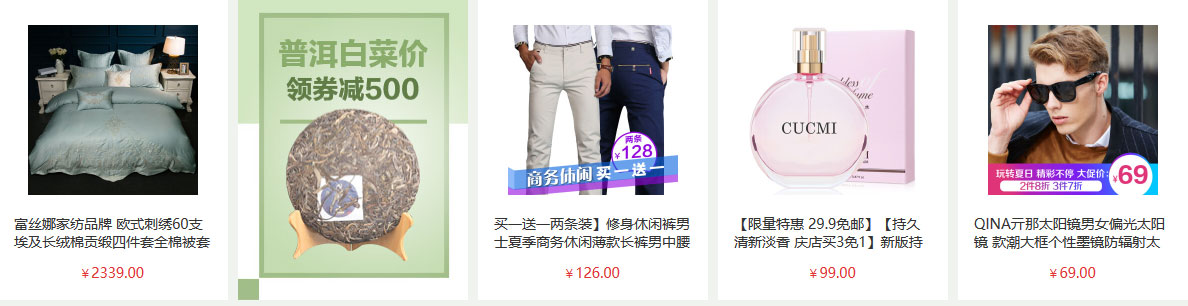 富丝娜家纺品牌 欧式刺绣60支
埃及长绒棉贡缎四件套全棉被套
￥2339.00
普洱白菜价
领券减500
两条
￥128
商务休闲 买一送一
买一送一两条装】修身休闲裤男
士夏季商务休闲薄款长裤男中腰
￥126.00
CUCMI
【限量特惠 29.9免邮】【持久
清新淡香 庆店买3免1】新版持
￥99.00
玩转夏日 精彩不停 大促价:
2件8折 3件7折
￥69
QINA亓那太阳镜男女偏光太阳
镜 款潮大框个性墨镜防辐射太
￥69.00